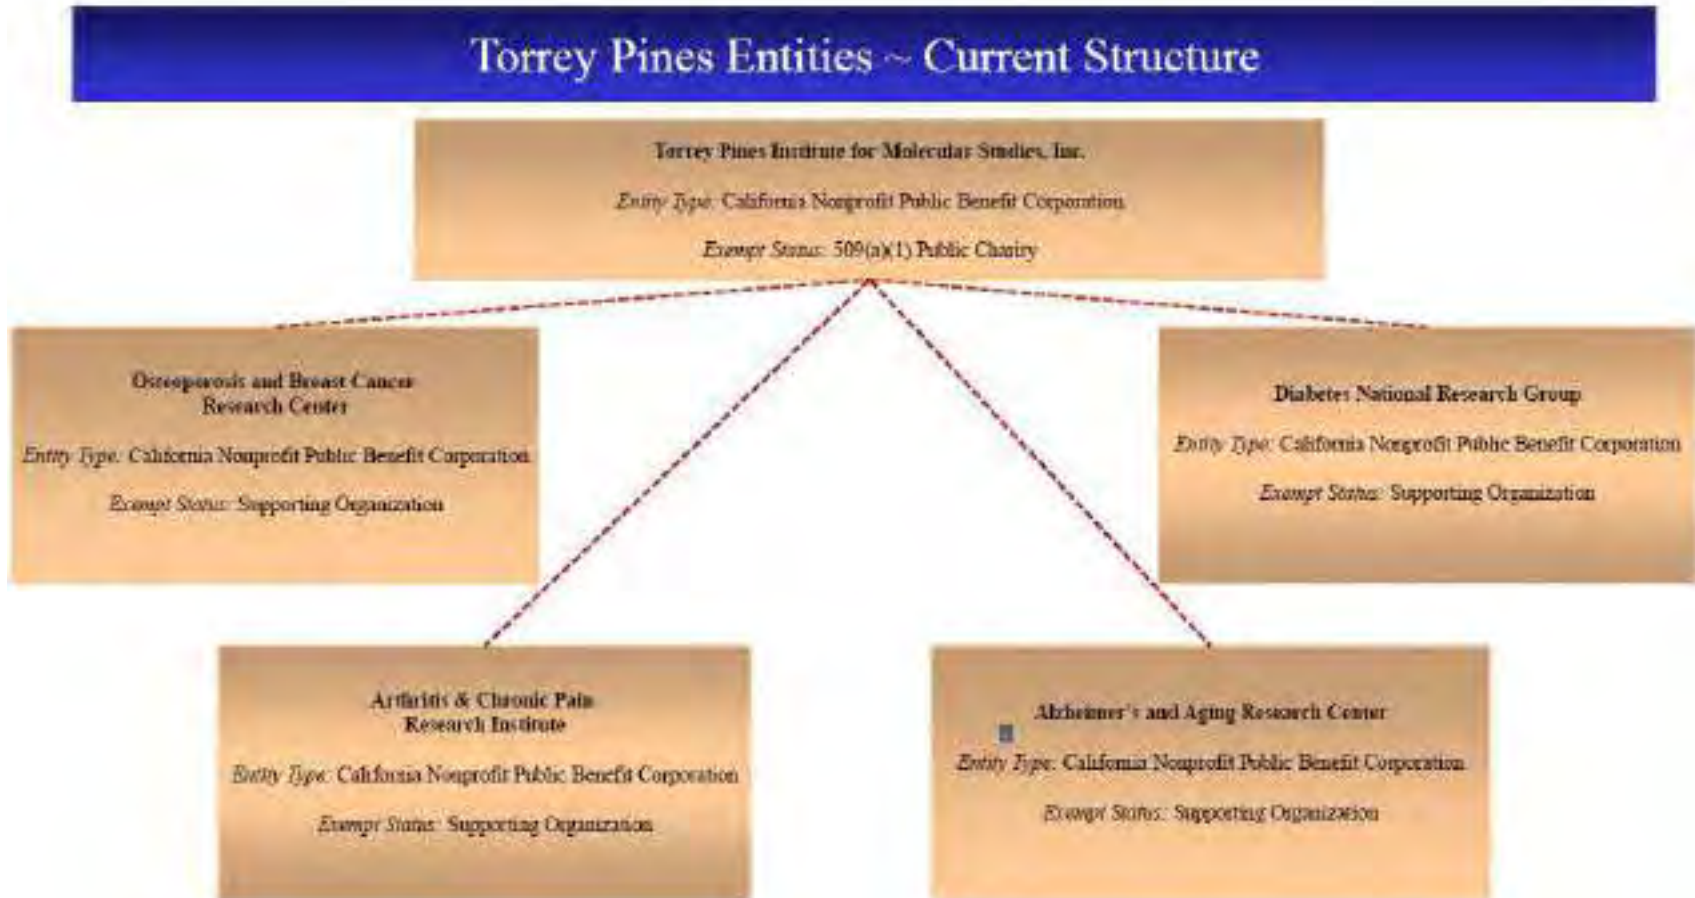 Torrey Pines Entities ~ Current Structure
Torrey Pines Institute for Molecular Studies, Inc.
Entity Type: California Nonprofit Public Benefit Corporation
Exempt Status: 509(a)(1) Public Charity
Osteoporosis and Breast Cancer
Research Center
Entity Type: California Nonprofit Public Benefit Corporation
Exempt Status: Supporting Organization
Diabetes National Research Group
Entity Type: California Nonprofit Public Benefit Corporation
Exempt Status: Supporting Organization
Arthritis & Chronic Pain
Research Institute
Entity Type: California Nonprofit Public Benefit Corporation
Exempt Status: Supporting Organization
Alzheimer's and Aging Research Center
Entity Type: California Nonprofit Public Benefit Corporation
Exempt Status: Supporting Organization